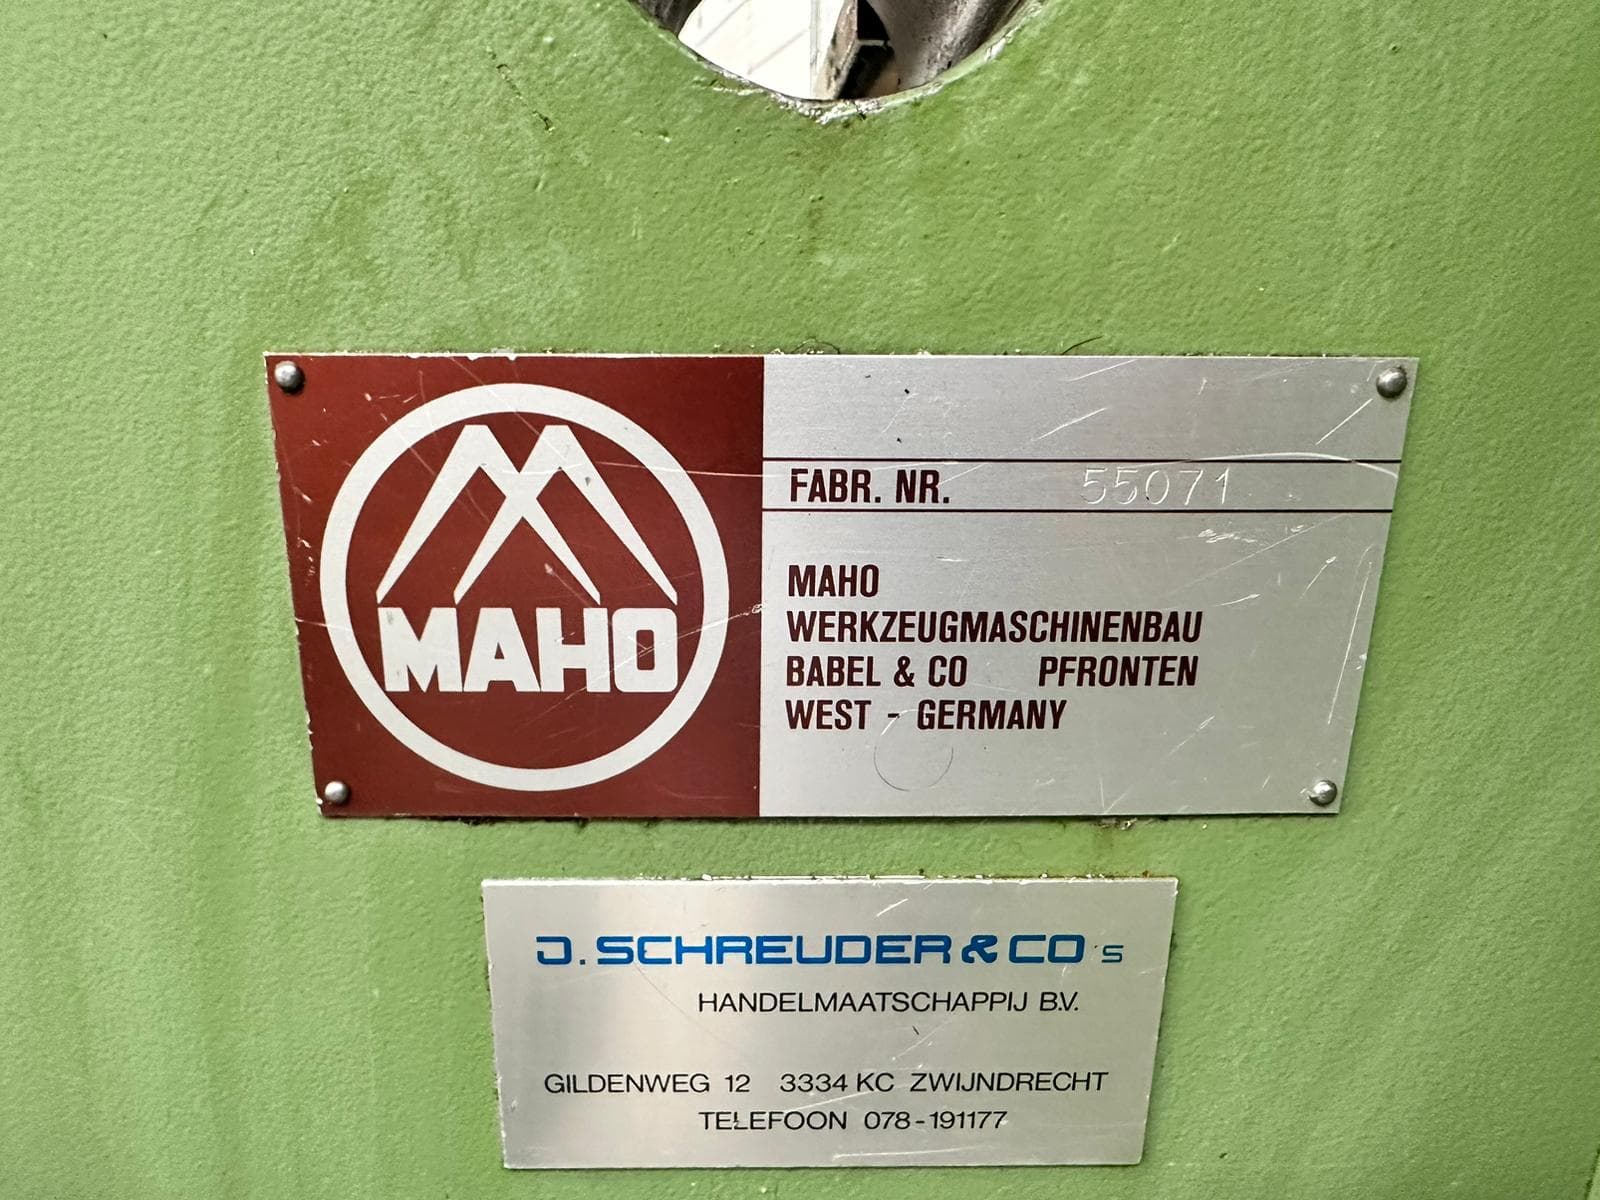 MAHO
FABR. NR. 55071
MAHO
WERKZEUGMASCHINENBAU
BABEL & CO PFRONTEN
WEST - GERMANY
J. SCHREUDER & CO's
HANDELMAATSCHAPPIJ B.V.
GILDENWEG 12 3334 KC ZWIJNDRECHT
TELEFOON 078-191177